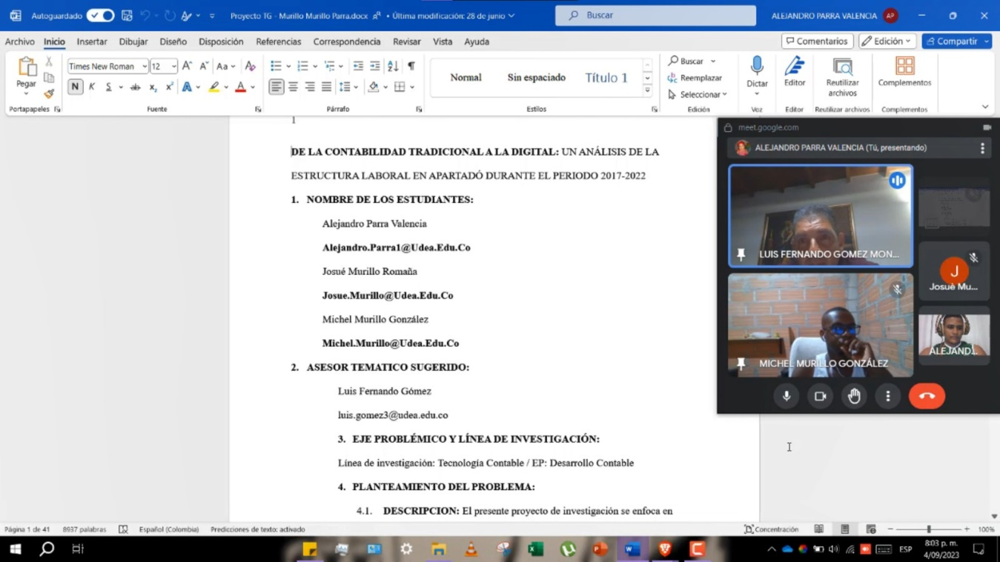 Autoguardado
Proyecto TG - Murillo Murillo Parra.docx • Última modificación: 28 de junio
Buscar
ALEJANDRO PARRA VALENCIA AP
Archivo Inicio Insertar Dibujar Diseño Disposición Referencias Correspondencia Revisar Vista Ayuda
Comentarios Edición Compartir
Pegar
Times New Roman 12
N K S
Normal Sin espaciado Título 1
Buscar
Reemplazar
Seleccionar
Dictar
Editor
Reutilizar archivos
Complementos
Portapapeles Fuente Párrafo Estilos Edición Voz Editor Reutilizar archivos Complementos
1
DE LA CONTABILIDAD TRADICIONAL A LA DIGITAL: UN ANÁLISIS DE LA
ESTRUCTURA LABORAL EN APARTADÓ DURANTE EL PERIODO 2017-2022
1. NOMBRE DE LOS ESTUDIANTES:
Alejandro Parra Valencia
Alejandro.Parra1@Udea.Edu.Co
Josué Murillo Romaña
Josue.Murillo@Udea.Edu.Co
Michel Murillo González
Michel.Murillo@Udea.Edu.Co
2. ASESOR TEMATICO SUGERIDO:
Luis Fernando Gómez
luis.gomez3@udea.edu.co
3. EJE PROBLÉMICO Y LÍNEA DE INVESTIGACIÓN:
Línea de investigación: Tecnología Contable / EP: Desarrollo Contable
4. PLANTEAMIENTO DEL PROBLEMA:
4.1. DESCRIPCION: El presente proyecto de investigación se enfoca en
meet.google.com
ALEJANDRO PARRA VALENCIA (Tú, presentando)
LUIS FERNANDO GOMEZ MON...
J
Josuè Mu...
MICHEL MURILLO GONZÁLEZ
ALEJAND...
Página 1 de 41 8937 palabras Español (Colombia) Predicciones de texto: activado
Concentración 100%
ESP
8:03 p. m.
4/09/2023